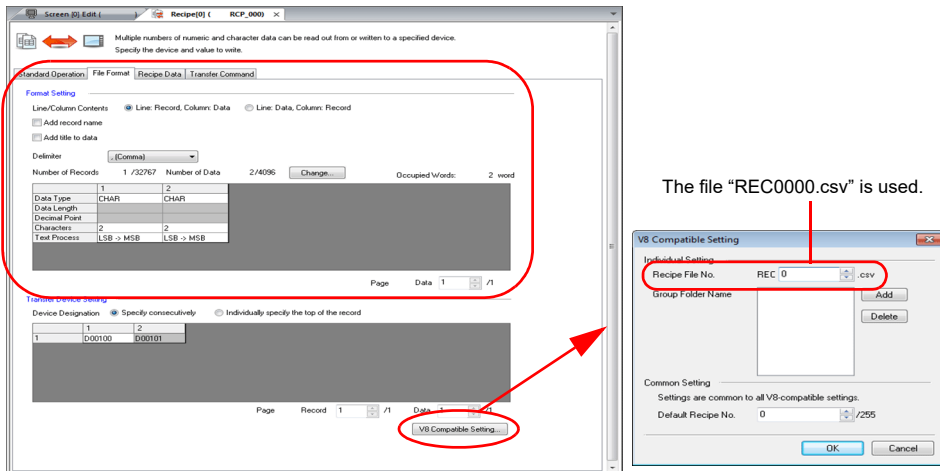 Screen [0] Edit ( ) Recipe[0] ( RCP_000) ×
Multiple numbers of numeric and character data can be read out from or written to a specified device.
Specify the device and value to write.
Standard Operation File Format Recipe Data Transfer Command
Format Setting
Line/Column Contents Line: Record, Column: Data Line: Data, Column: Record
Add record name
Add title to data
Delimiter , (Comma)
Number of Records 1 /32767 Number of Data 2/4096 Change... Occupied Words: 2 word
1 2
Data Type CHAR CHAR
Data Length
Decimal Point
Characters 2 2
Text Process LSB -> MSB LSB -> MSB
Page Data 1 /1
Transfer Device Setting
Device Designation Specify consecutively Individually specify the top of the record
1 2
1 D00100 D00101
Page Record 1 /1 Data 1 /1
V8 Compatible Setting...
The file “REC0000.csv” is used.
V8 Compatible Setting
Individual Setting
Recipe File No. REC 0 .csv
Group Folder Name Add
Delete
Common Setting
Settings are common to all V8-compatible settings.
Default Recipe No. 0 /255
OK Cancel